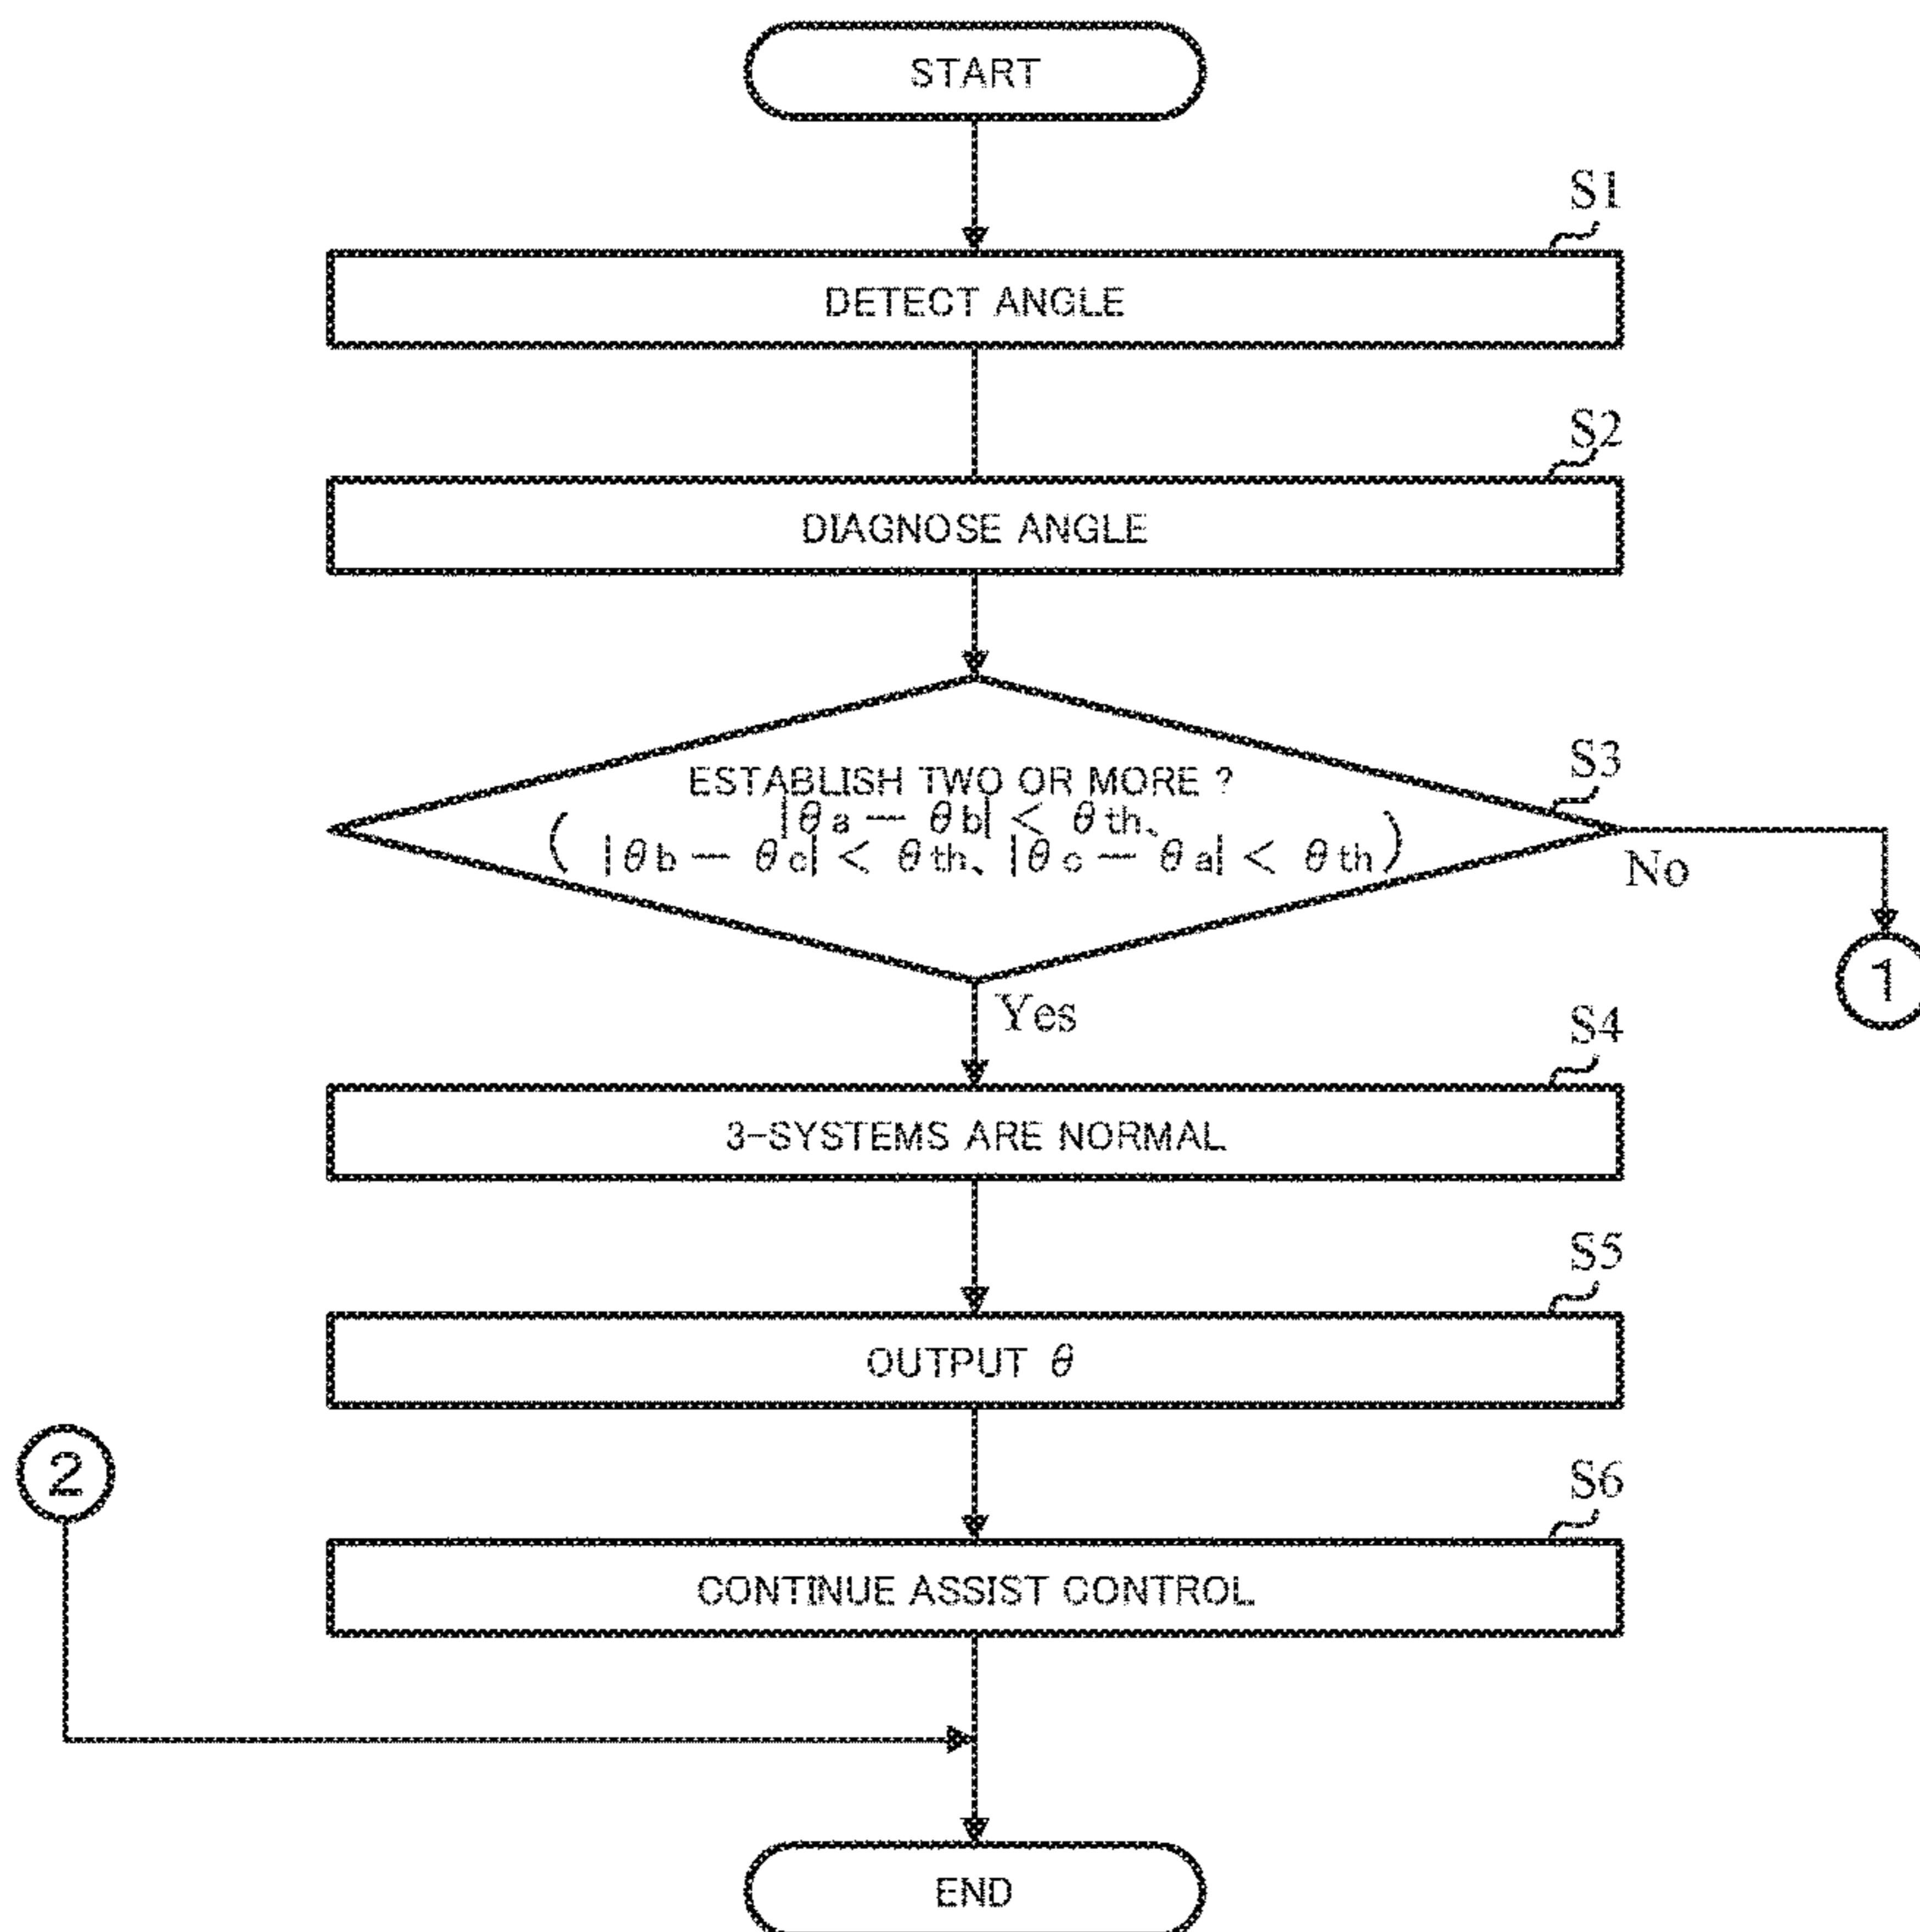 START
S1
DETECT ANGLE
S2
DIAGNOSE ANGLE
S3
ESTABLISH TWO OR MORE ?
|θa − θb| < θth、
( |θb − θc| < θth、|θc − θa| < θth )
No
1
Yes
S4
3-SYSTEMS ARE NORMAL
S5
OUTPUT θ
2
S6
CONTINUE ASSIST CONTROL
END